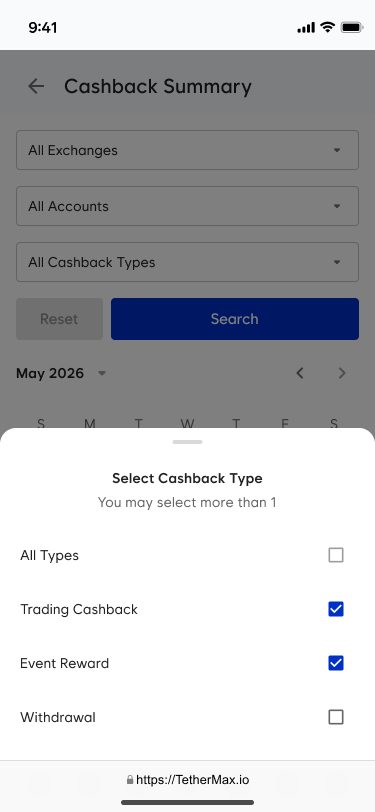 9:41
Cashback Summary
All Exchanges
All Accounts
All Cashback Types
Reset Search
May 2026
S M T W T F S
Select Cashback Type
You may select more than 1
All Types
Trading Cashback
Event Reward
Withdrawal
https://TetherMax.io